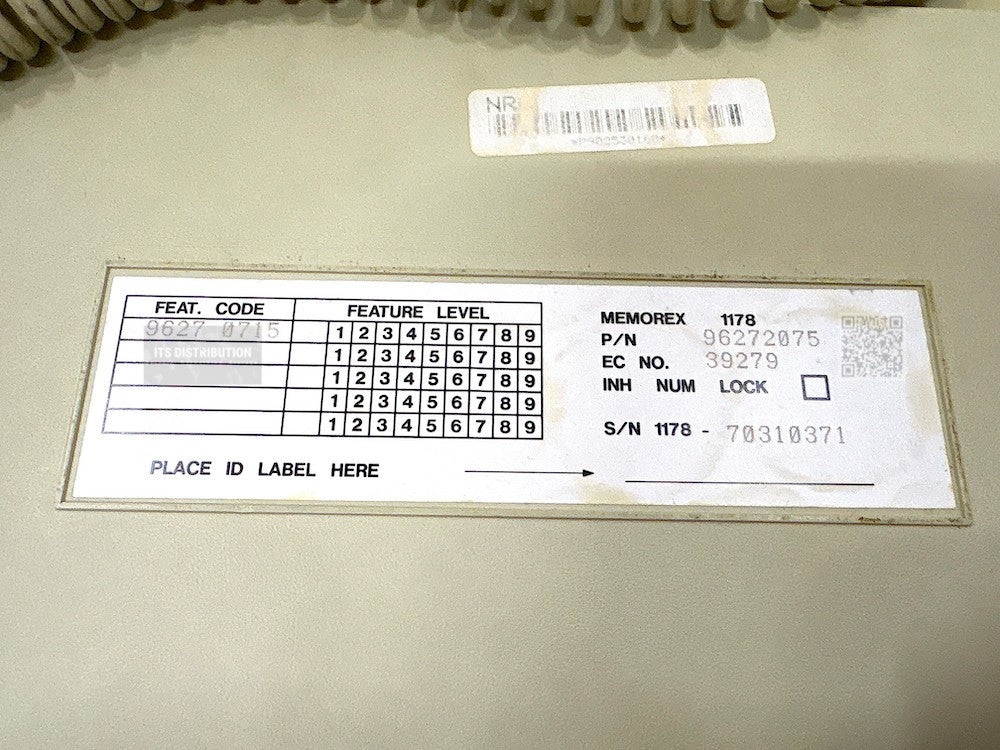 NR
FEAT. CODE FEATURE LEVEL
9627 0715 1 2 3 4 5 6 7 8 9
1 2 3 4 5 6 7 8 9
1 2 3 4 5 6 7 8 9
1 2 3 4 5 6 7 8 9
1 2 3 4 5 6 7 8 9
ITS DISTRIBUTION
PLACE ID LABEL HERE
MEMOREX 1178
P/N 96272075
EC NO. 39279
INH NUM LOCK
S/N 1178 - 70310371